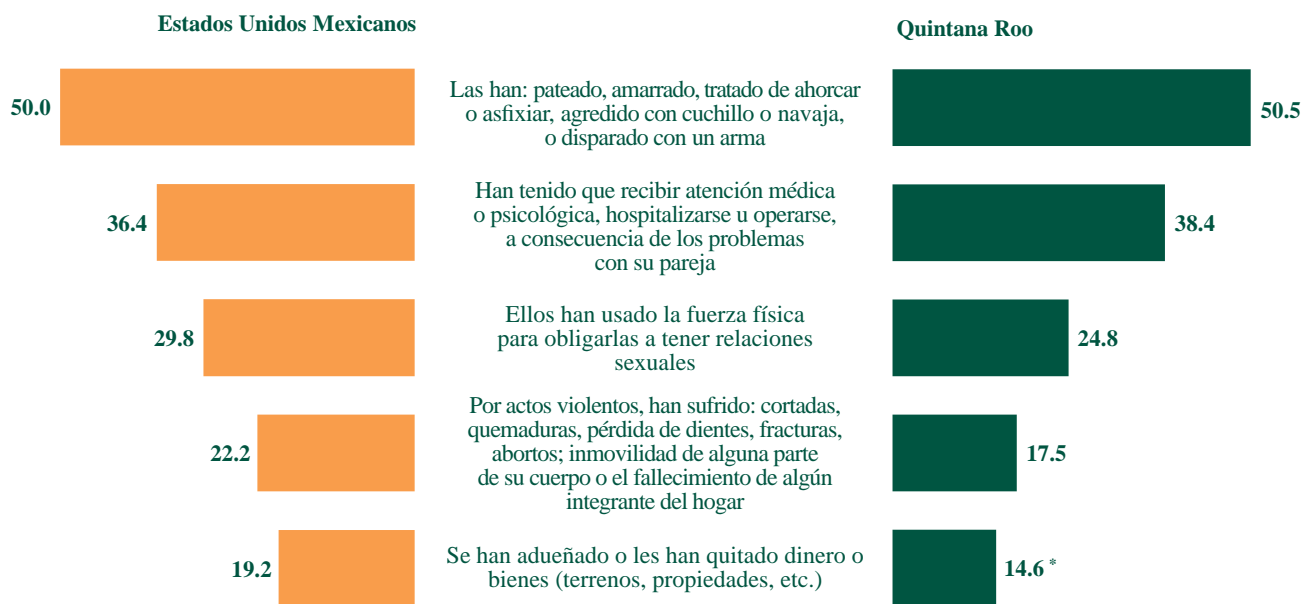 Estados Unidos Mexicanos
Quintana Roo
50.0
Las han: pateado, amarrado, tratado de ahorcar
o asfixiar, agredido con cuchillo o navaja,
o disparado con un arma
50.5
36.4
Han tenido que recibir atención médica
o psicológica, hospitalizarse u operarse,
a consecuencia de los problemas
con su pareja
38.4
29.8
Ellos han usado la fuerza física
para obligarlas a tener relaciones
sexuales
24.8
22.2
Por actos violentos, han sufrido: cortadas,
quemaduras, pérdida de dientes, fracturas,
abortos; inmovilidad de alguna parte
de su cuerpo o el fallecimiento de algún
integrante del hogar
17.5
19.2
Se han adueñado o les han quitado dinero o
bienes (terrenos, propiedades, etc.)
14.6 *